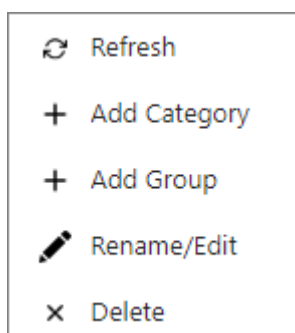 Refresh
Add Category
Add Group
Rename/Edit
Delete